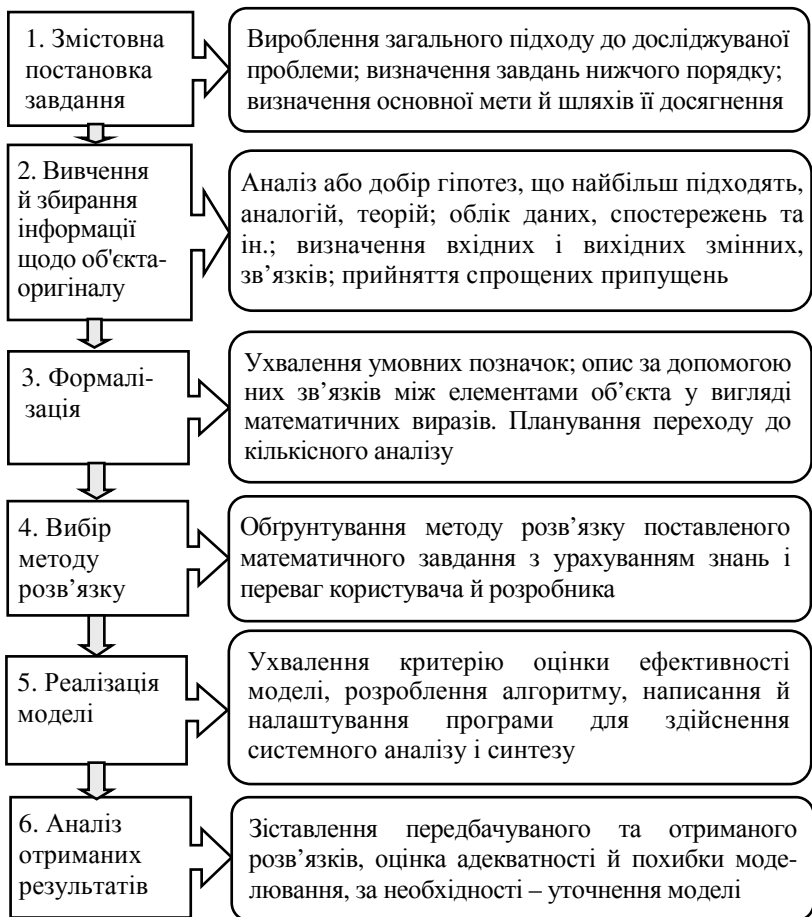 1. Змістовна
постановка
завдання
Вироблення загального підходу до досліджуваної
проблеми; визначення завдань нижчого порядку;
визначення основної мети й шляхів її досягнення
2. Вивчення
й збирання
інформації
щодо об'єкта-
оригіналу
Аналіз або добір гіпотез, що найбільш підходять,
аналогій, теорій; облік даних, спостережень та
ін.; визначення вхідних і вихідних змінних,
зв’язків; прийняття спрощених припущень
3. Формалі-
зація
Ухвалення умовних позначок; опис за допомогою
них зв’язків між елементами об’єкта у вигляді
математичних виразів. Планування переходу до
кількісного аналізу
4. Вибір
методу
розв’язку
Обґрунтування методу розв’язку поставленого
математичного завдання з урахуванням знань і
переваг користувача й розробника
5. Реалізація
моделі
Ухвалення критерію оцінки ефективності
моделі, розроблення алгоритму, написання й
налаштування програми для здійснення
системного аналізу і синтезу
6. Аналіз
отриманих
результатів
Зіставлення передбачуваного та отриманого
розв’язків, оцінка адекватності й похибки моде-
лювання, за необхідності – уточнення моделі